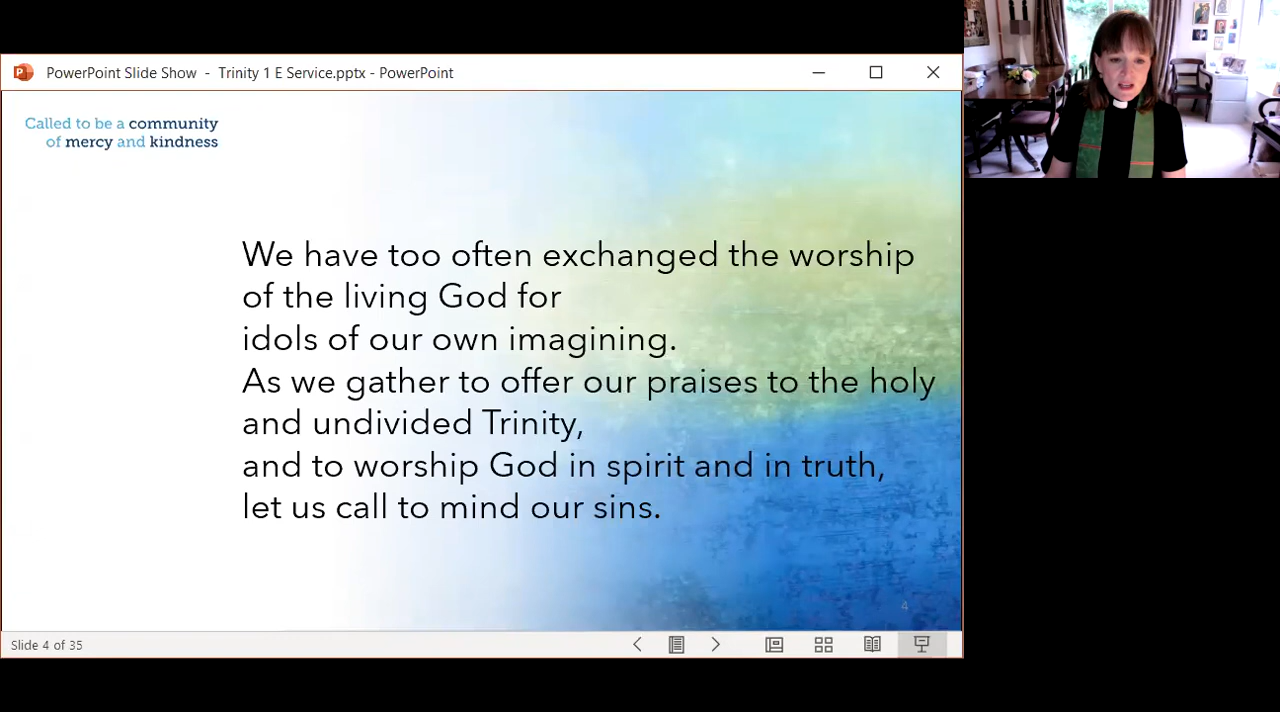 PowerPoint Slide Show - Trinity 1 E Service.pptx - PowerPoint
Called to be a community
of mercy and kindness
We have too often exchanged the worship
of the living God for
idols of our own imagining.
As we gather to offer our praises to the holy
and undivided Trinity,
and to worship God in spirit and in truth,
let us call to mind our sins.
4
Slide 4 of 35